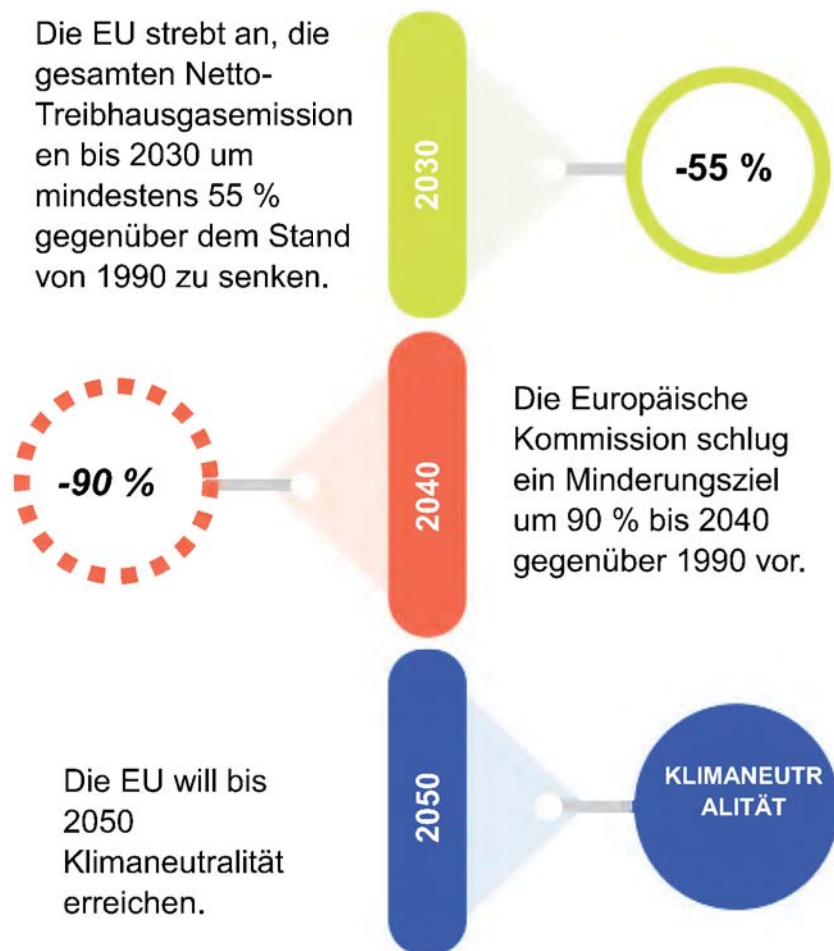 Die EU strebt an, die
gesamten Netto-
Treibhausgasemission
en bis 2030 um
mindestens 55 %
gegenüber dem Stand
von 1990 zu senken.
2030
-55 %
-90 %
2040
Die Europäische
Kommission schlug
ein Minderungsziel
um 90 % bis 2040
gegenüber 1990 vor.
Die EU will bis
2050
Klimaneutralität
erreichen.
2050
KLIMANEUTR
ALITÄT